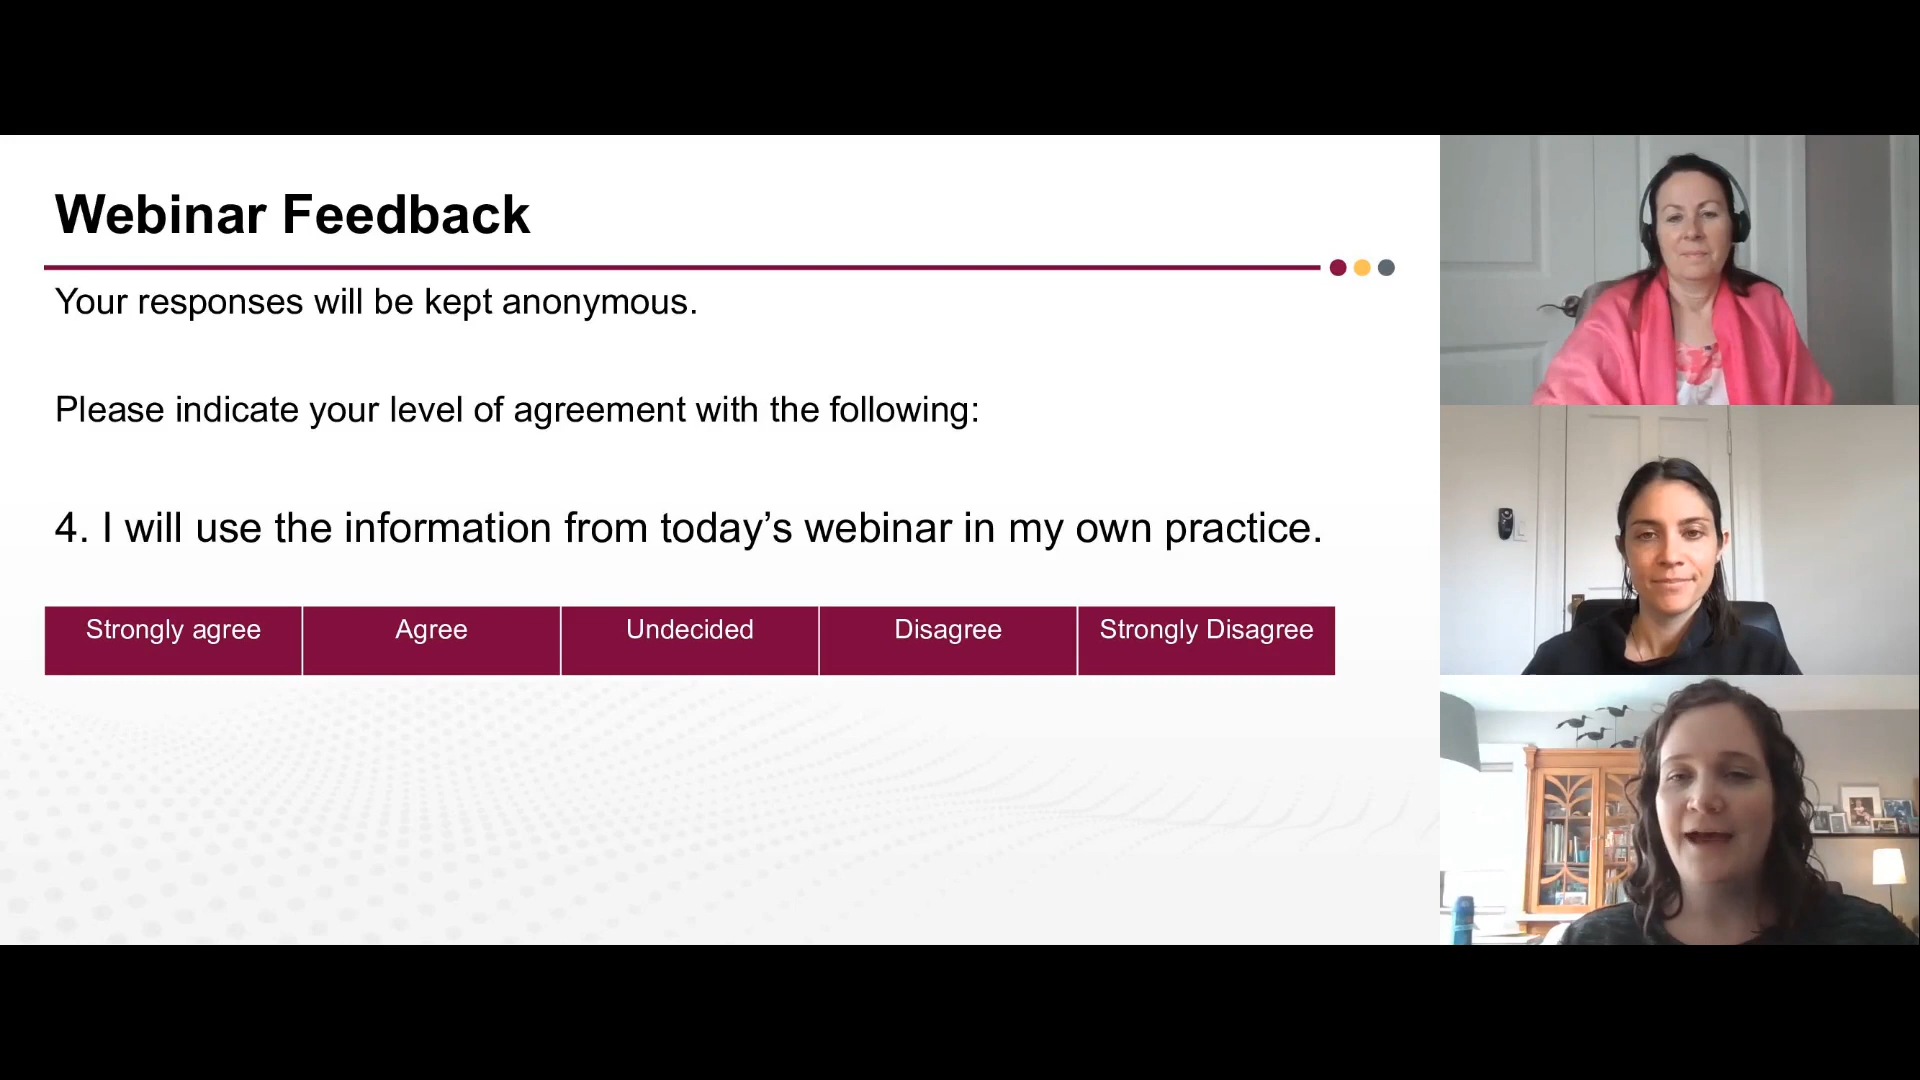 Webinar Feedback
Your responses will be kept anonymous.
Please indicate your level of agreement with the following:
4. I will use the information from today’s webinar in my own practice.
Strongly agree
Agree
Undecided
Disagree
Strongly Disagree